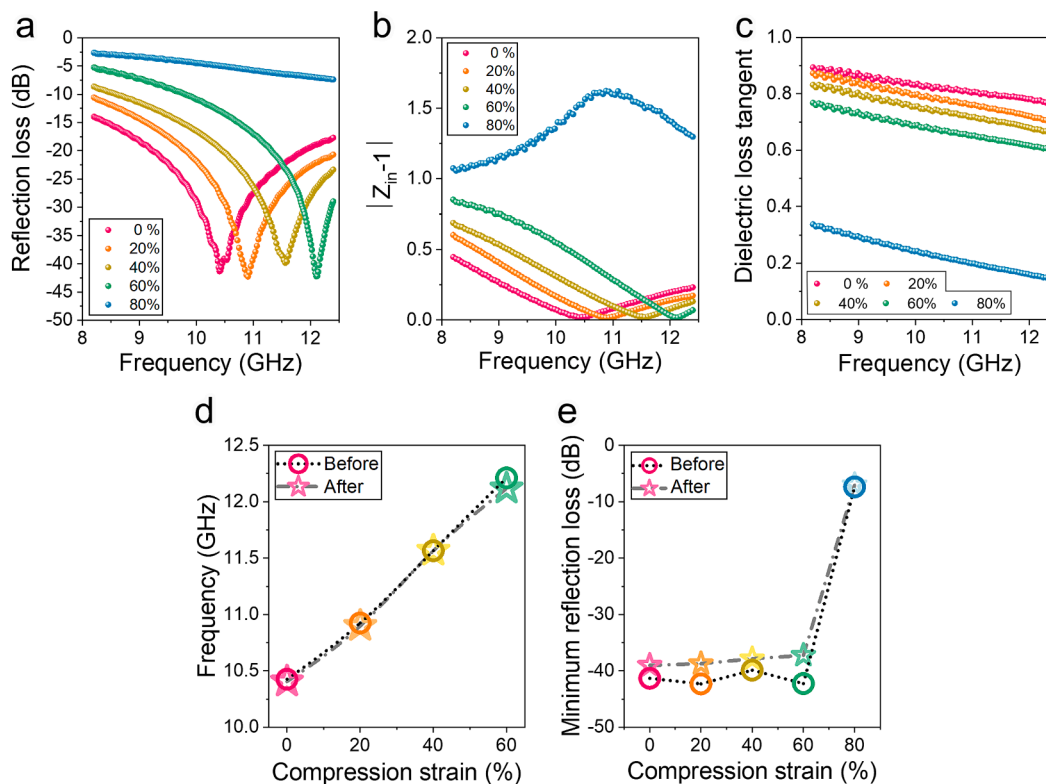 a
Reflection loss (dB)
0
-5
-10
-15
-20
-25
-30
-35
-40
-45
-50
0 %
20%
40%
60%
80%
8 9 10 11 12
Frequency (GHz)
b
| Z_in-1 |
2.0
1.5
1.0
0.5
0.0
0 %
20%
40%
60%
80%
8 9 10 11 12
Frequency (GHz)
c
Dielectric loss tangent
1.0
0.8
0.6
0.4
0.2
0.0
0 % 20%
40% 60% 80%
8 9 10 11 12
Frequency (GHz)
d
Frequency (GHz)
12.5
12.0
11.5
11.0
10.5
10.0
Before
After
0 20 40 60
Compression strain (%)
e
Minimum reflection loss (dB)
0
-10
-20
-30
-40
-50
Before
After
0 20 40 60 80
Compression strain (%)